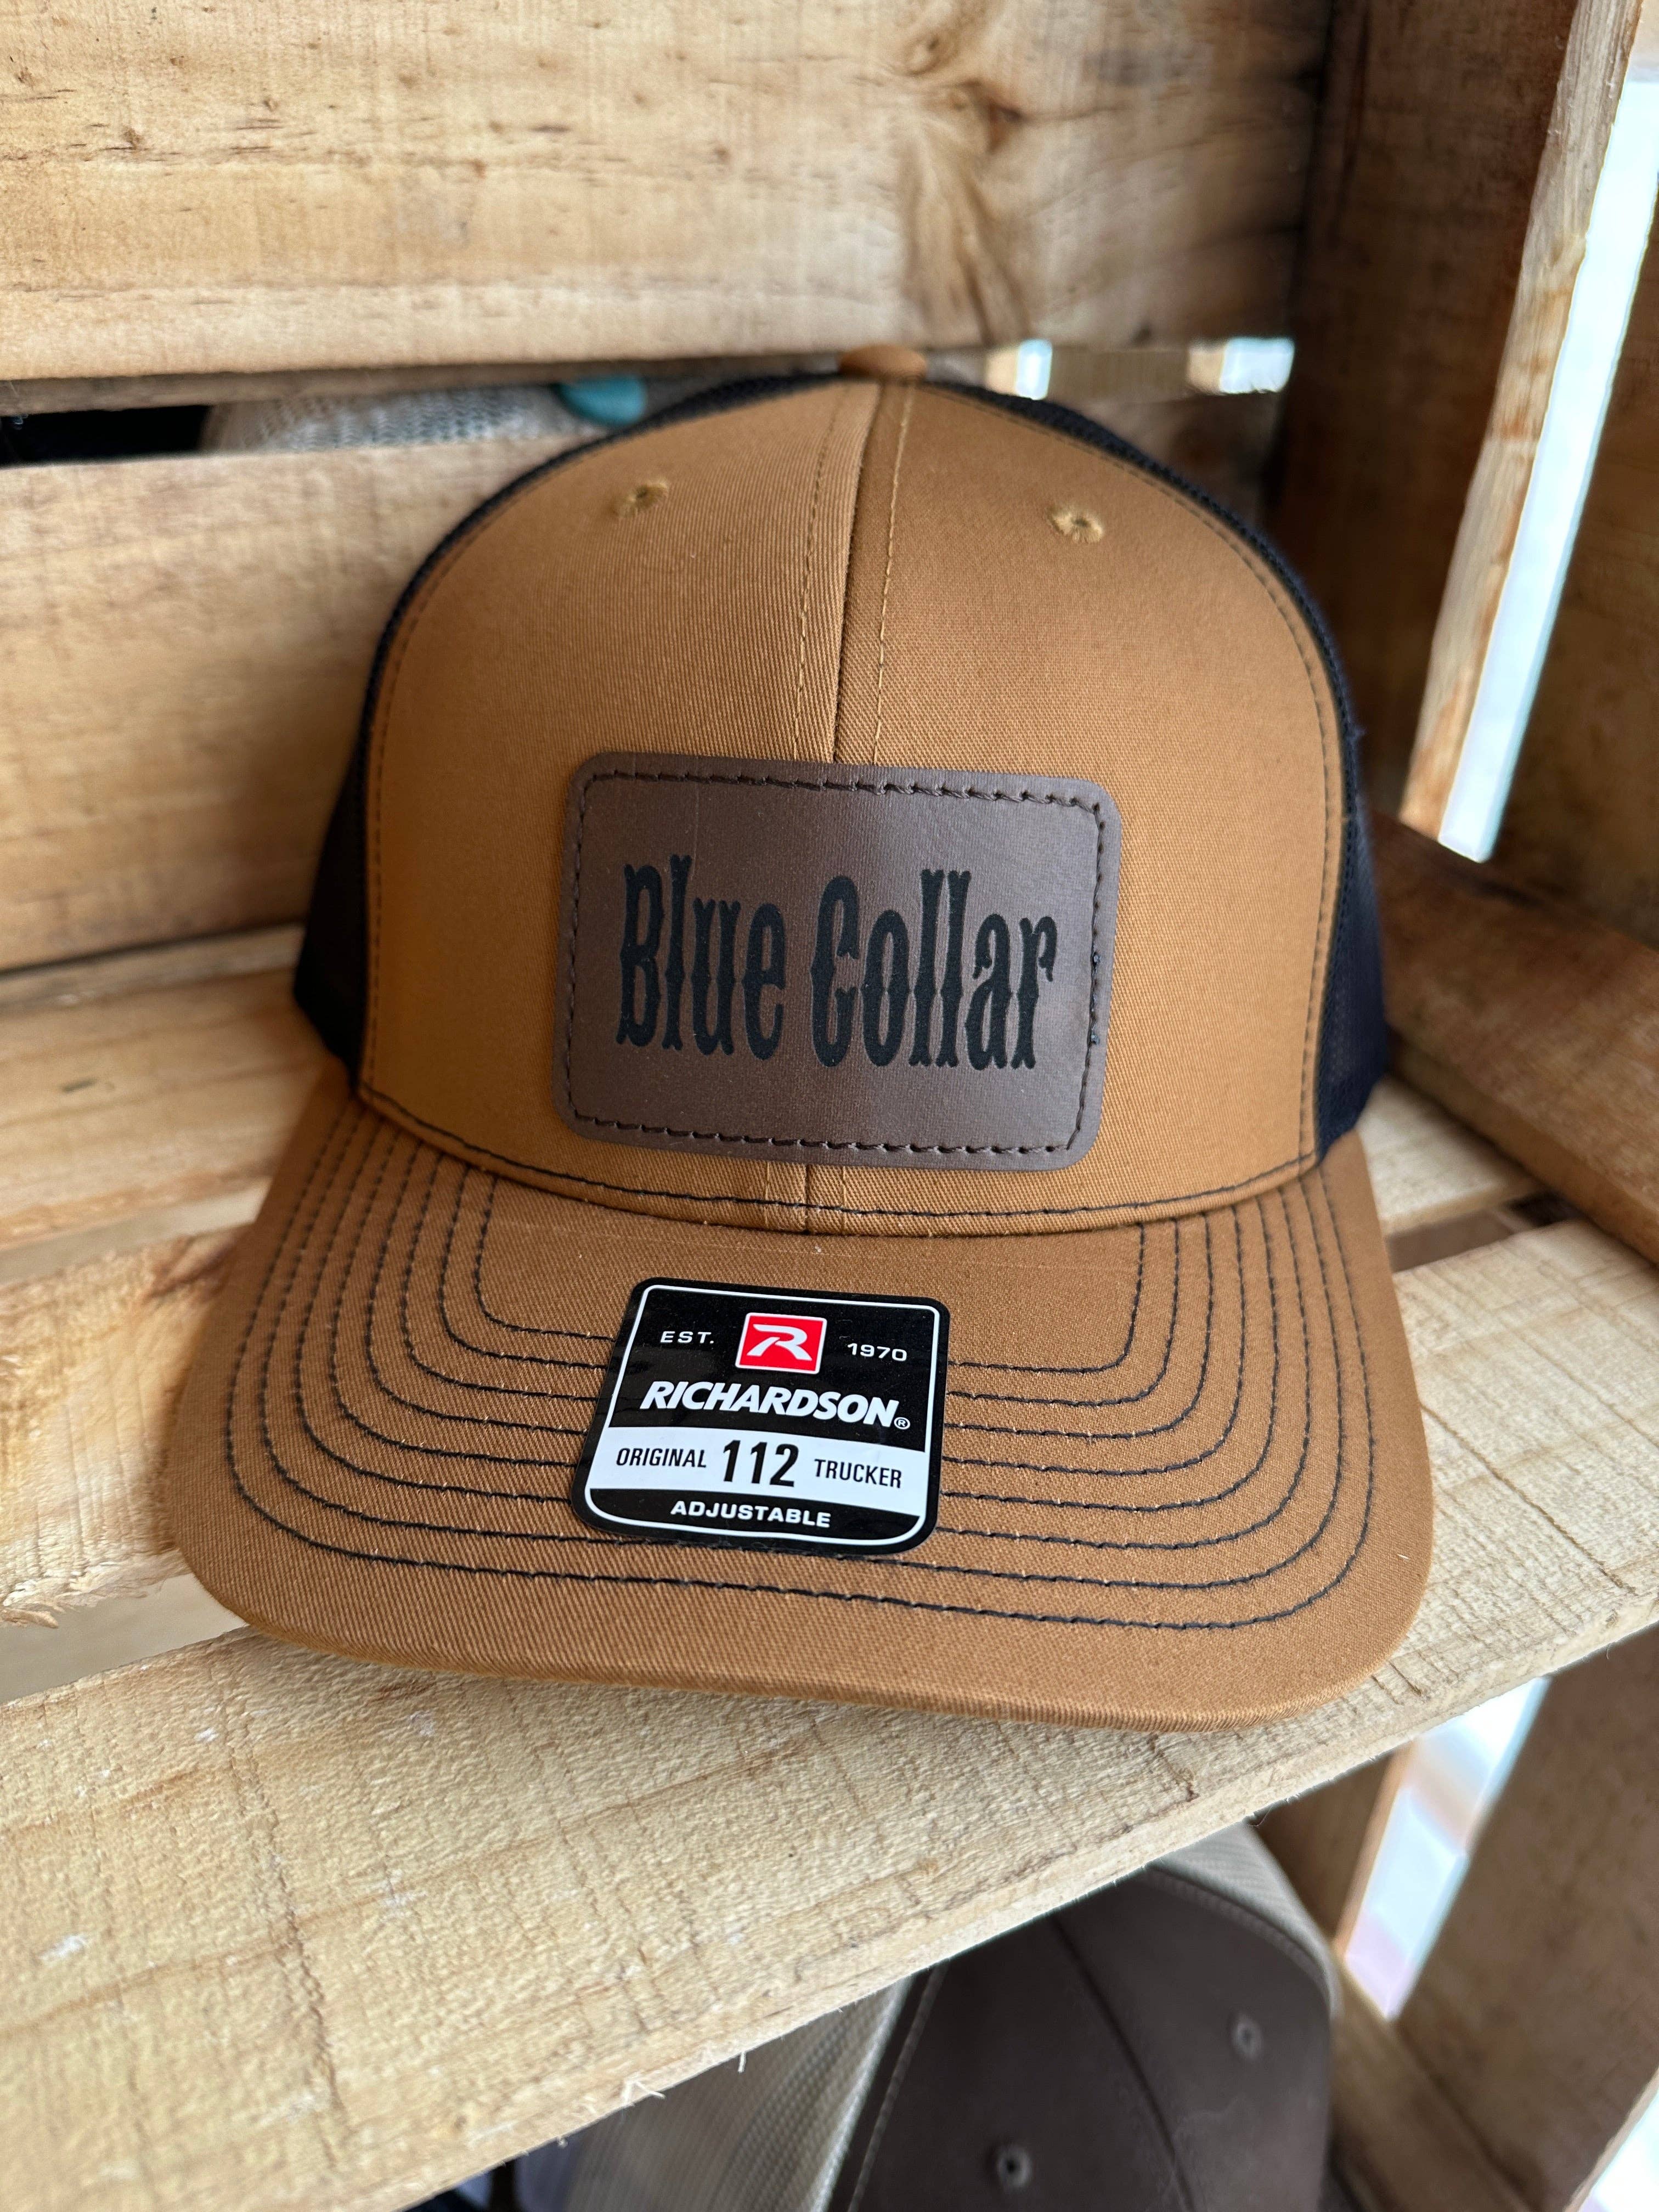 Blue Collar
EST. R 1970
RICHARDSON®
ORIGINAL 112 TRUCKER
ADJUSTABLE